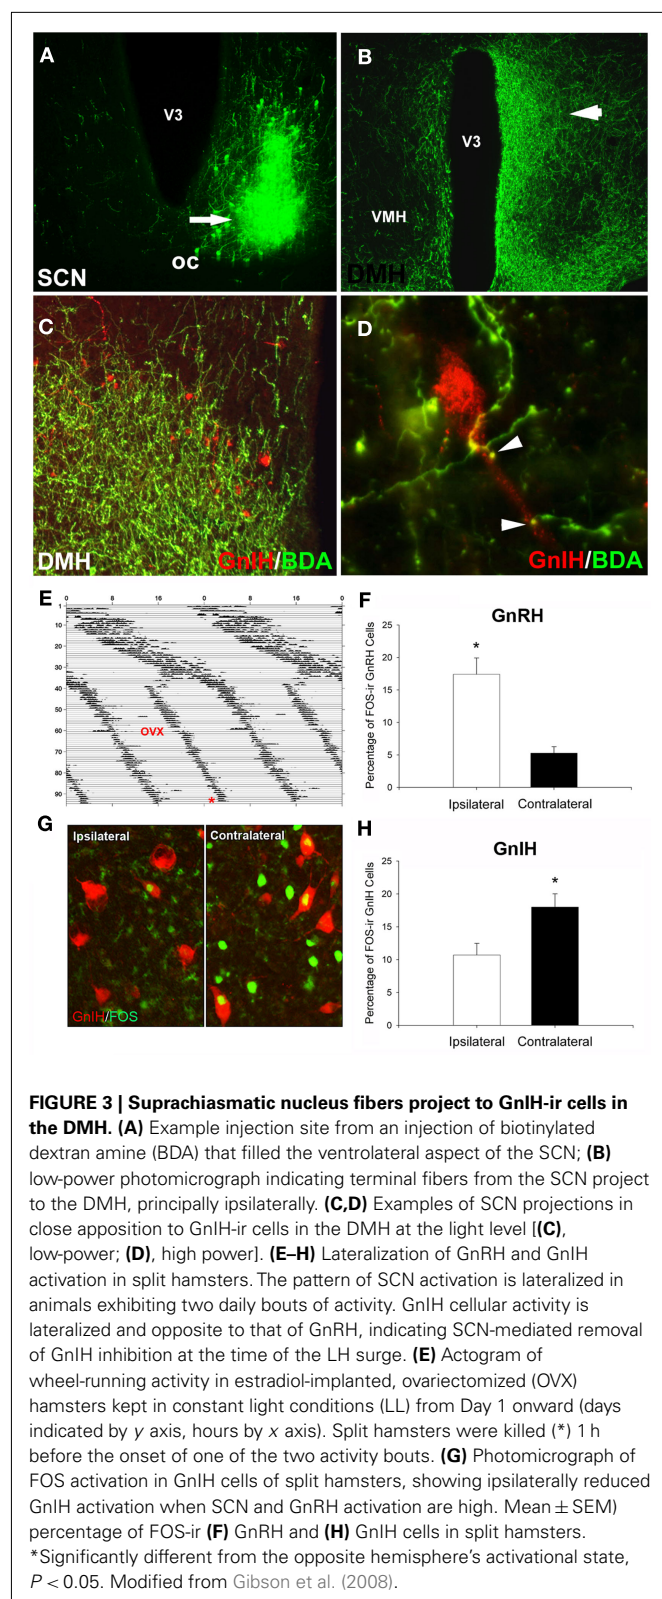 A
V3
oc
SCN
B
V3
VMH
DMH
C
DMH
GnIH/BDA
D
GnIH/BDA
E
0 8 16 0 8 16 0
1
10
20
30
40
50
60
70
80
90
OVX
*
F
GnRH
Percentage of FOS-ir GnRH Cells
25
20
15
10
5
0
*
Ipsilateral Contralateral
G
Ipsilateral
Contralateral
GnIH/FOS
H
GnIH
Percentage of FOS-ir GnIH Cells
25
20
15
10
5
0
*
Ipsilateral Contralateral
FIGURE 3 | Suprachiasmatic nucleus fibers project to GnIH-ir cells in
the DMH. (A) Example injection site from an injection of biotinylated
dextran amine (BDA) that filled the ventrolateral aspect of the SCN; (B)
low-power photomicrograph indicating terminal fibers from the SCN project
to the DMH, principally ipsilaterally. (C,D) Examples of SCN projections in
close apposition to GnIH-ir cells in the DMH at the light level [(C),
low-power; (D), high power]. (E–H) Lateralization of GnRH and GnIH
activation in split hamsters. The pattern of SCN activation is lateralized in
animals exhibiting two daily bouts of activity. GnIH cellular activity is
lateralized and opposite to that of GnRH, indicating SCN-mediated removal
of GnIH inhibition at the time of the LH surge. (E) Actogram of
wheel-running activity in estradiol-implanted, ovariectomized (OVX)
hamsters kept in constant light conditions (LL) from Day 1 onward (days
indicated by y axis, hours by x axis). Split hamsters were killed (*) 1 h
before the onset of one of the two activity bouts. (G) Photomicrograph of
FOS activation in GnIH cells of split hamsters, showing ipsilaterally reduced
GnIH activation when SCN and GnRH activation are high. Mean ± SEM)
percentage of FOS-ir (F) GnRH and (H) GnIH cells in split hamsters.
*Significantly different from the opposite hemisphere's activational state,
P < 0.05. Modified from Gibson et al. (2008).